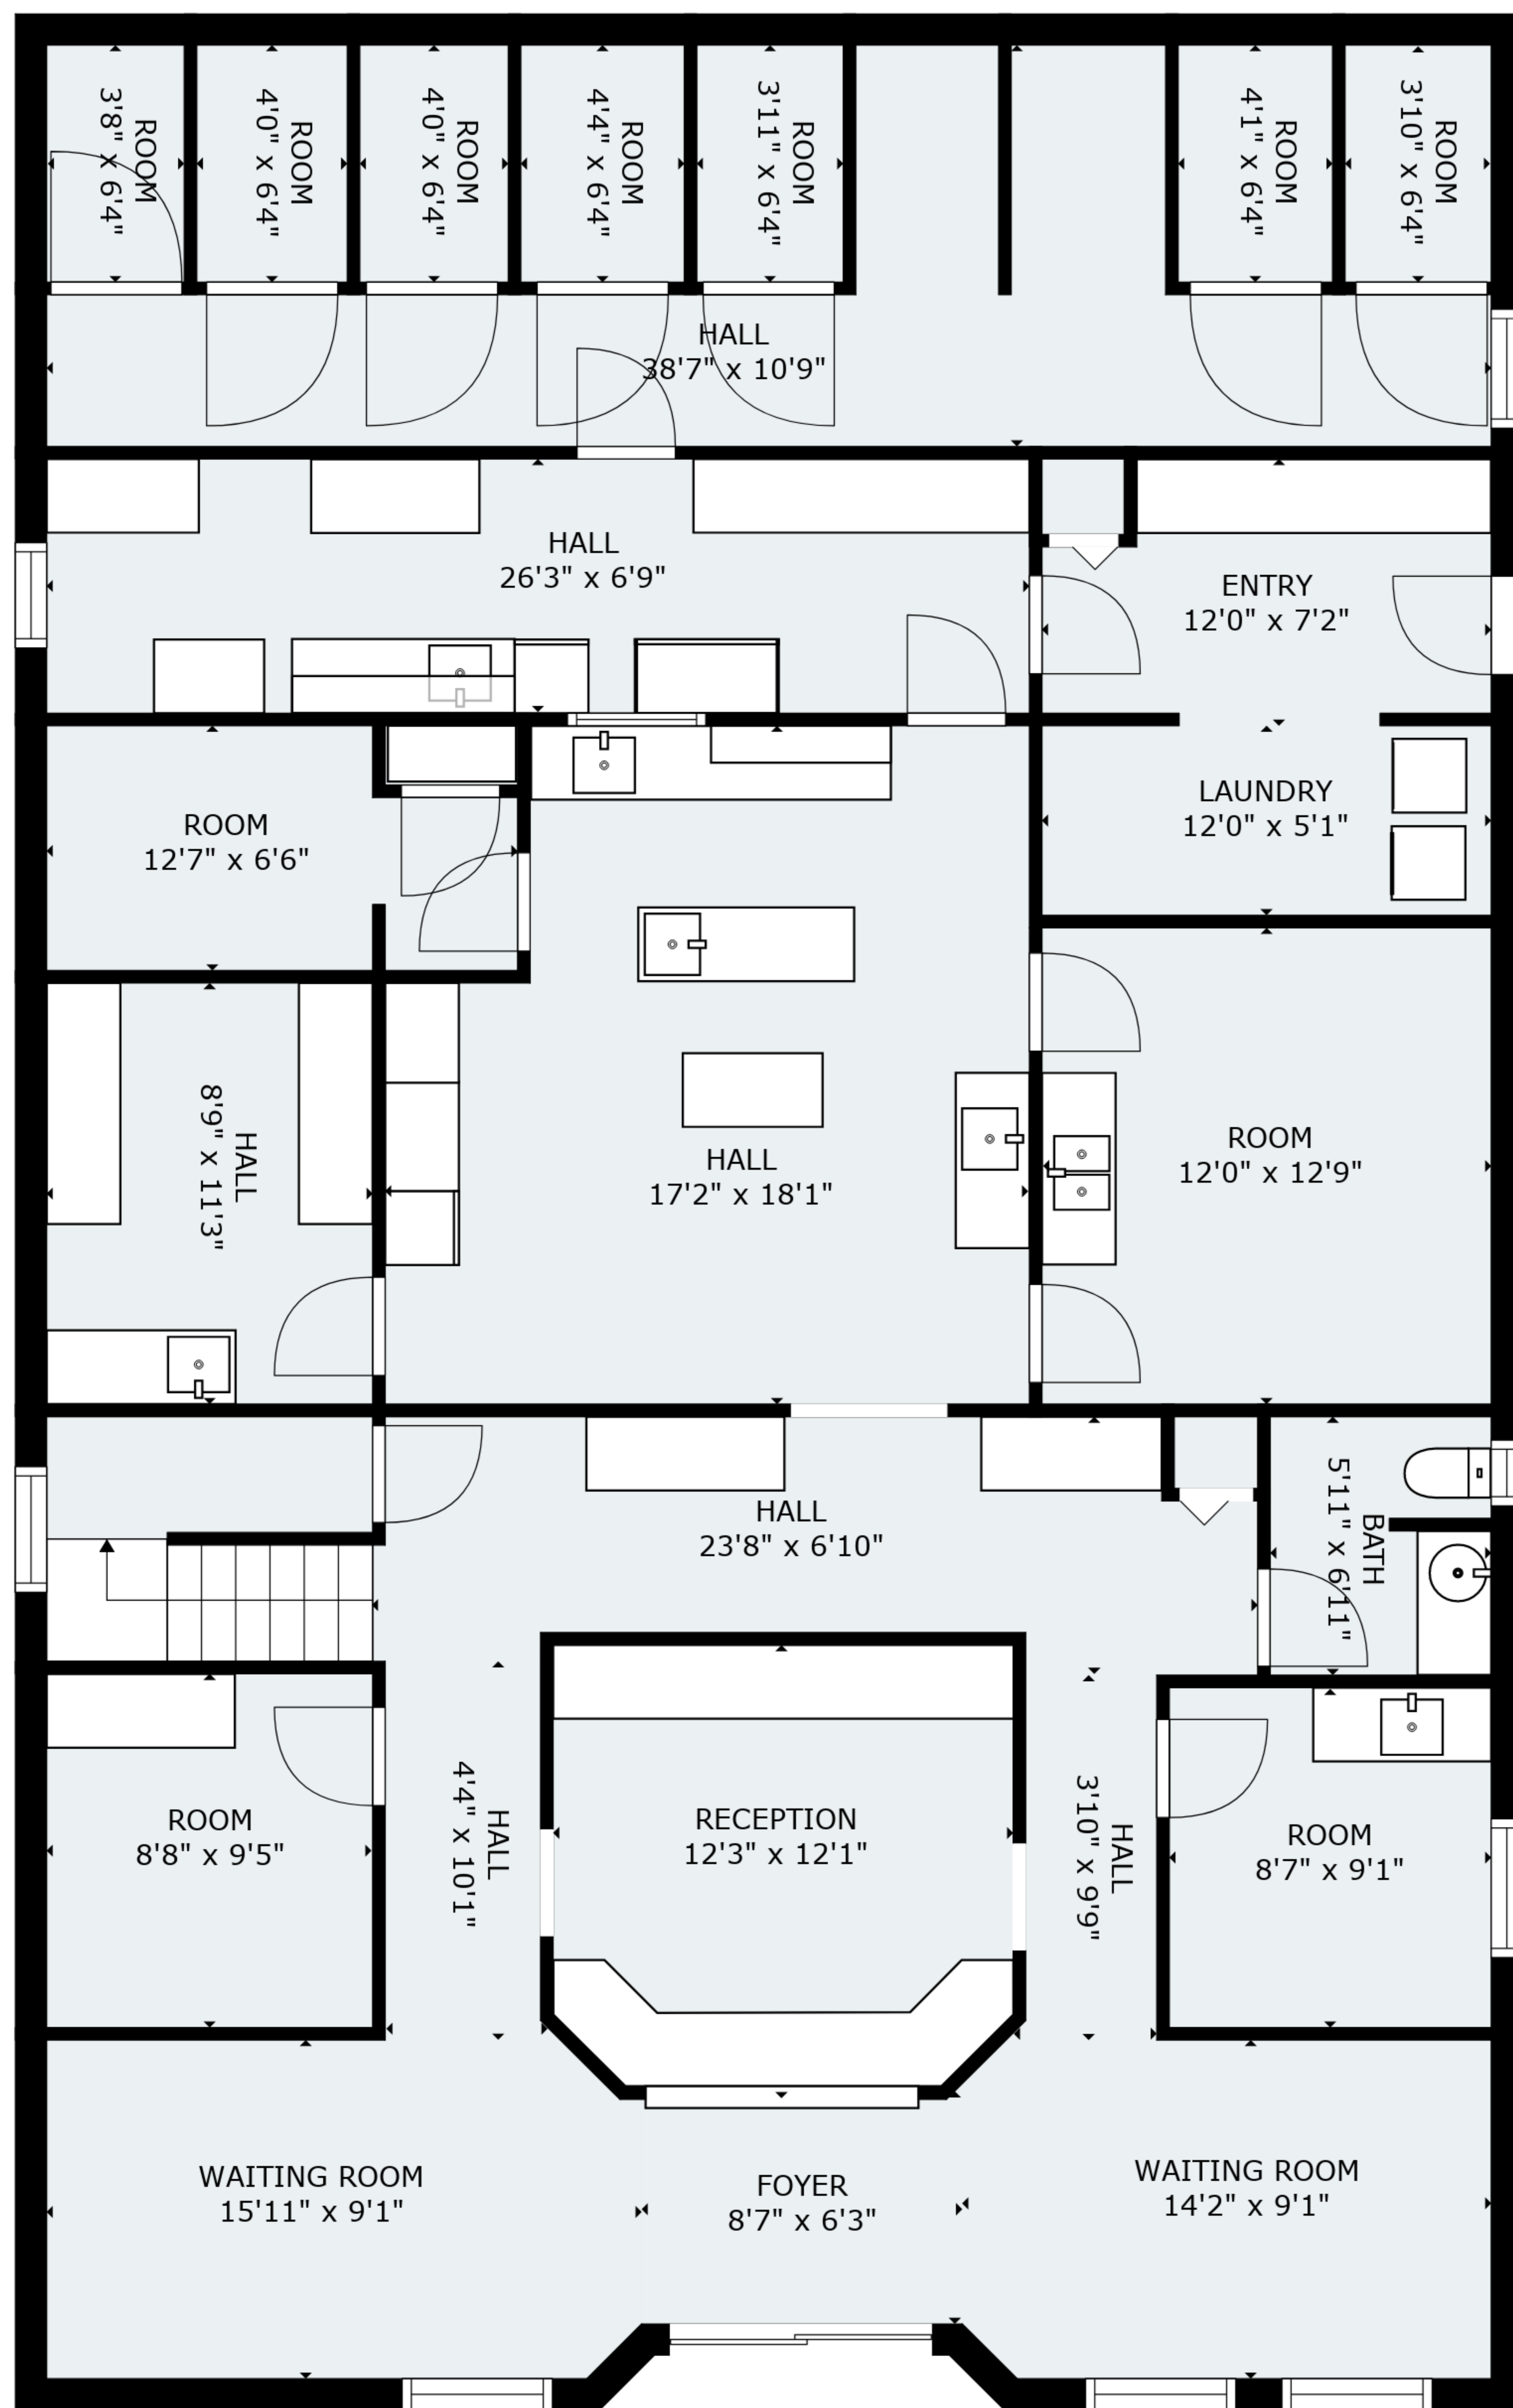 ROOM
3'8" x 6'4"
ROOM
4'0" x 6'4"
ROOM
4'0" x 6'4"
ROOM
4'4" x 6'4"
ROOM
3'11" x 6'4"
ROOM
4'1" x 6'4"
ROOM
3'10" x 6'4"
HALL
38'7" x 10'9"
HALL
26'3" x 6'9"
ENTRY
12'0" x 7'2"
LAUNDRY
12'0" x 5'1"
ROOM
12'7" x 6'6"
HALL
8'9" x 11'3"
HALL
17'2" x 18'1"
ROOM
12'0" x 12'9"
HALL
23'8" x 6'10"
BATH
5'11" x 6'11"
ROOM
8'8" x 9'5"
HALL
4'4" x 10'1"
RECEPTION
12'3" x 12'1"
HALL
3'10" x 9'9"
ROOM
8'7" x 9'1"
WAITING ROOM
15'11" x 9'1"
FOYER
8'7" x 6'3"
WAITING ROOM
14'2" x 9'1"